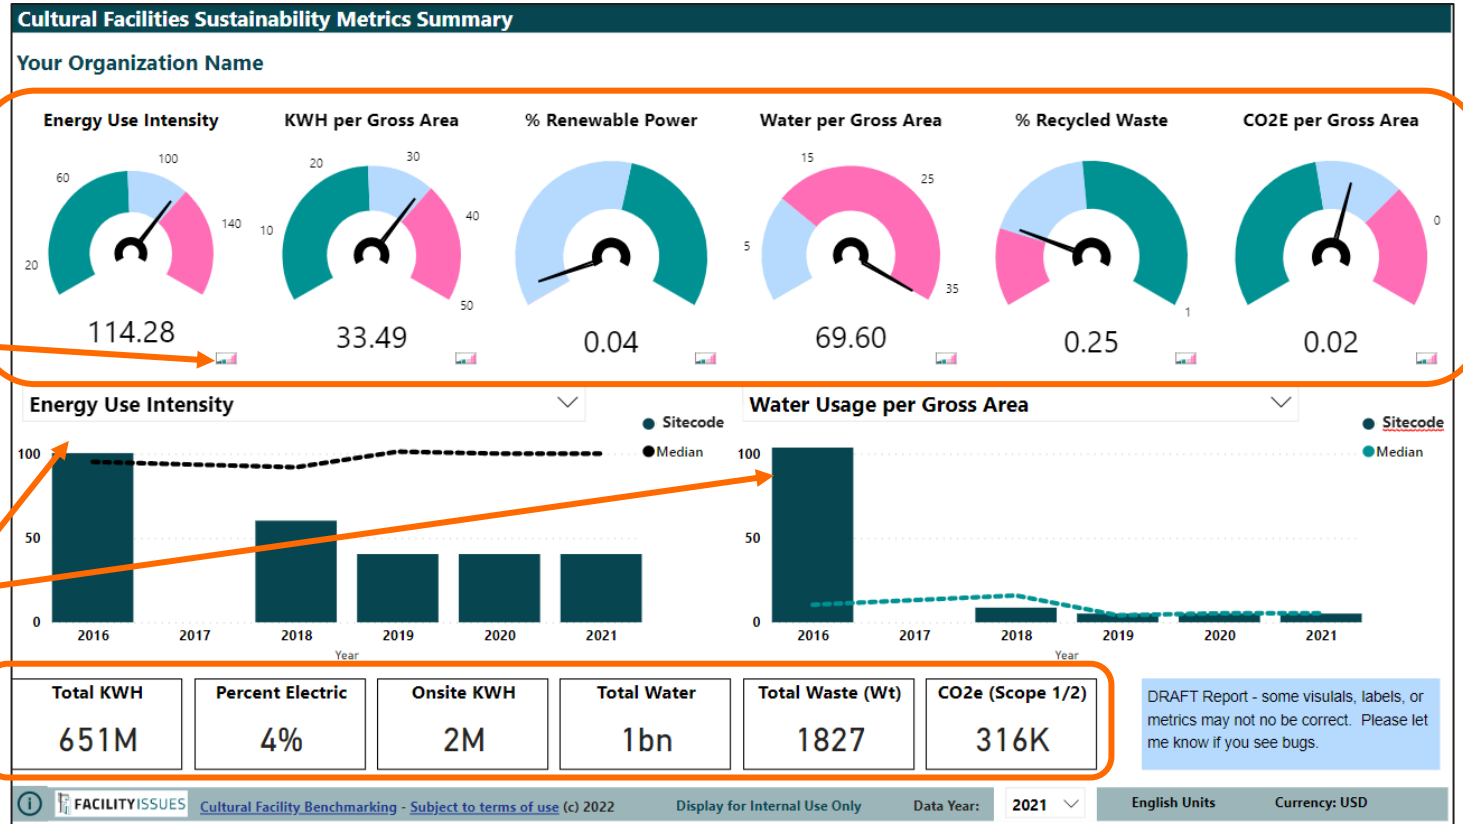 Cultural Facilities Sustainability Metrics Summary
Your Organization Name
Energy Use Intensity
KWH per Gross Area
% Renewable Power
Water per Gross Area
% Recycled Waste
CO2E per Gross Area
20
60
100
140
114.28
10
20
30
40
50
33.49
0.04
5
15
25
35
69.60
1
0.25
0
0.02
Energy Use Intensity
Sitecode
Median
100
50
0
2016 2017 2018 2019 2020 2021
Year
Water Usage per Gross Area
Sitecode
Median
100
50
0
2016 2017 2018 2019 2020 2021
Year
Total KWH
651M
Percent Electric
4%
Onsite KWH
2M
Total Water
1bn
Total Waste (Wt)
1827
CO2e (Scope 1/2)
316K
DRAFT Report - some visulals, labels, or
metrics may not no be correct. Please let
me know if you see bugs.
i
FACILITYISSUES
Cultural Facility Benchmarking - Subject to terms of use (c) 2022
Display for Internal Use Only
Data Year:
2021
English Units
Currency: USD